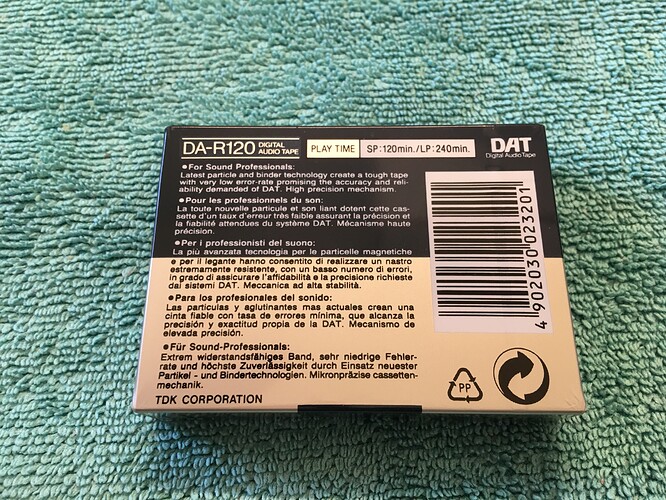 DA-R120 DIGITAL AUDIO TAPE PLAY TIME SP:120min./LP:240min. DAT
Digital Audio Tape
•For Sound Professionals:
Latest particle and binder technology create a tough tape
with very low error-rate promising the accuracy and reli-
ability demanded of DAT. High precision mechanism.
•Pour les professionnels du son:
La toute nouvelle particule et son liant dotent cette cas-
sette d'un taux d'erreur très faible assurant la précision et
la fiabilité attendues du système DAT. Mécanisme haute
précision.
•Per i professionisti del suono:
La più avanzata tecnologia per le particelle magnetiche
e per il legante hanno consentito di realizzare un nastro
estremamente resistente, con un basso numero di errori,
in grado di assicurare l'affidabilità e la precisione richieste
dai sistemi DAT. Meccanica ad alta stabilità.
•Para los profesionales del sonido:
Las partículas y aglutinantes mas actuales crean una
cinta fiable con tasa de errores mínima, que alcanza la
precisión y exactitud propia de la DAT. Mecanismo de
elevada precisión.
•Für Sound-Professionals:
Extrem widerstandsfähiges Band, sehr niedrige Fehler-
rate und höchste Zuverlässigkeit durch Einsatz neuester
Partikel - und Bindertechnologien. Mikronpräzise cassetten-
mechanik.
TDK CORPORATION
4 902030 023201
PP